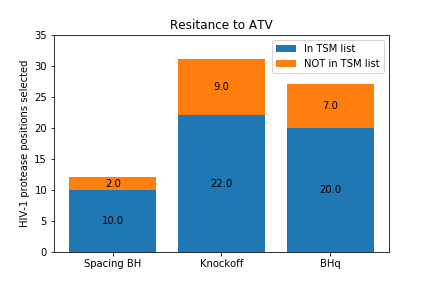 Resitance to ATV
HIV-1 protease positions selected
35
30
25
20
15
10
5
0
In TSM list
NOT in TSM list
2.0
10.0
9.0
22.0
7.0
20.0
Spacing BH
Knockoff
BHq